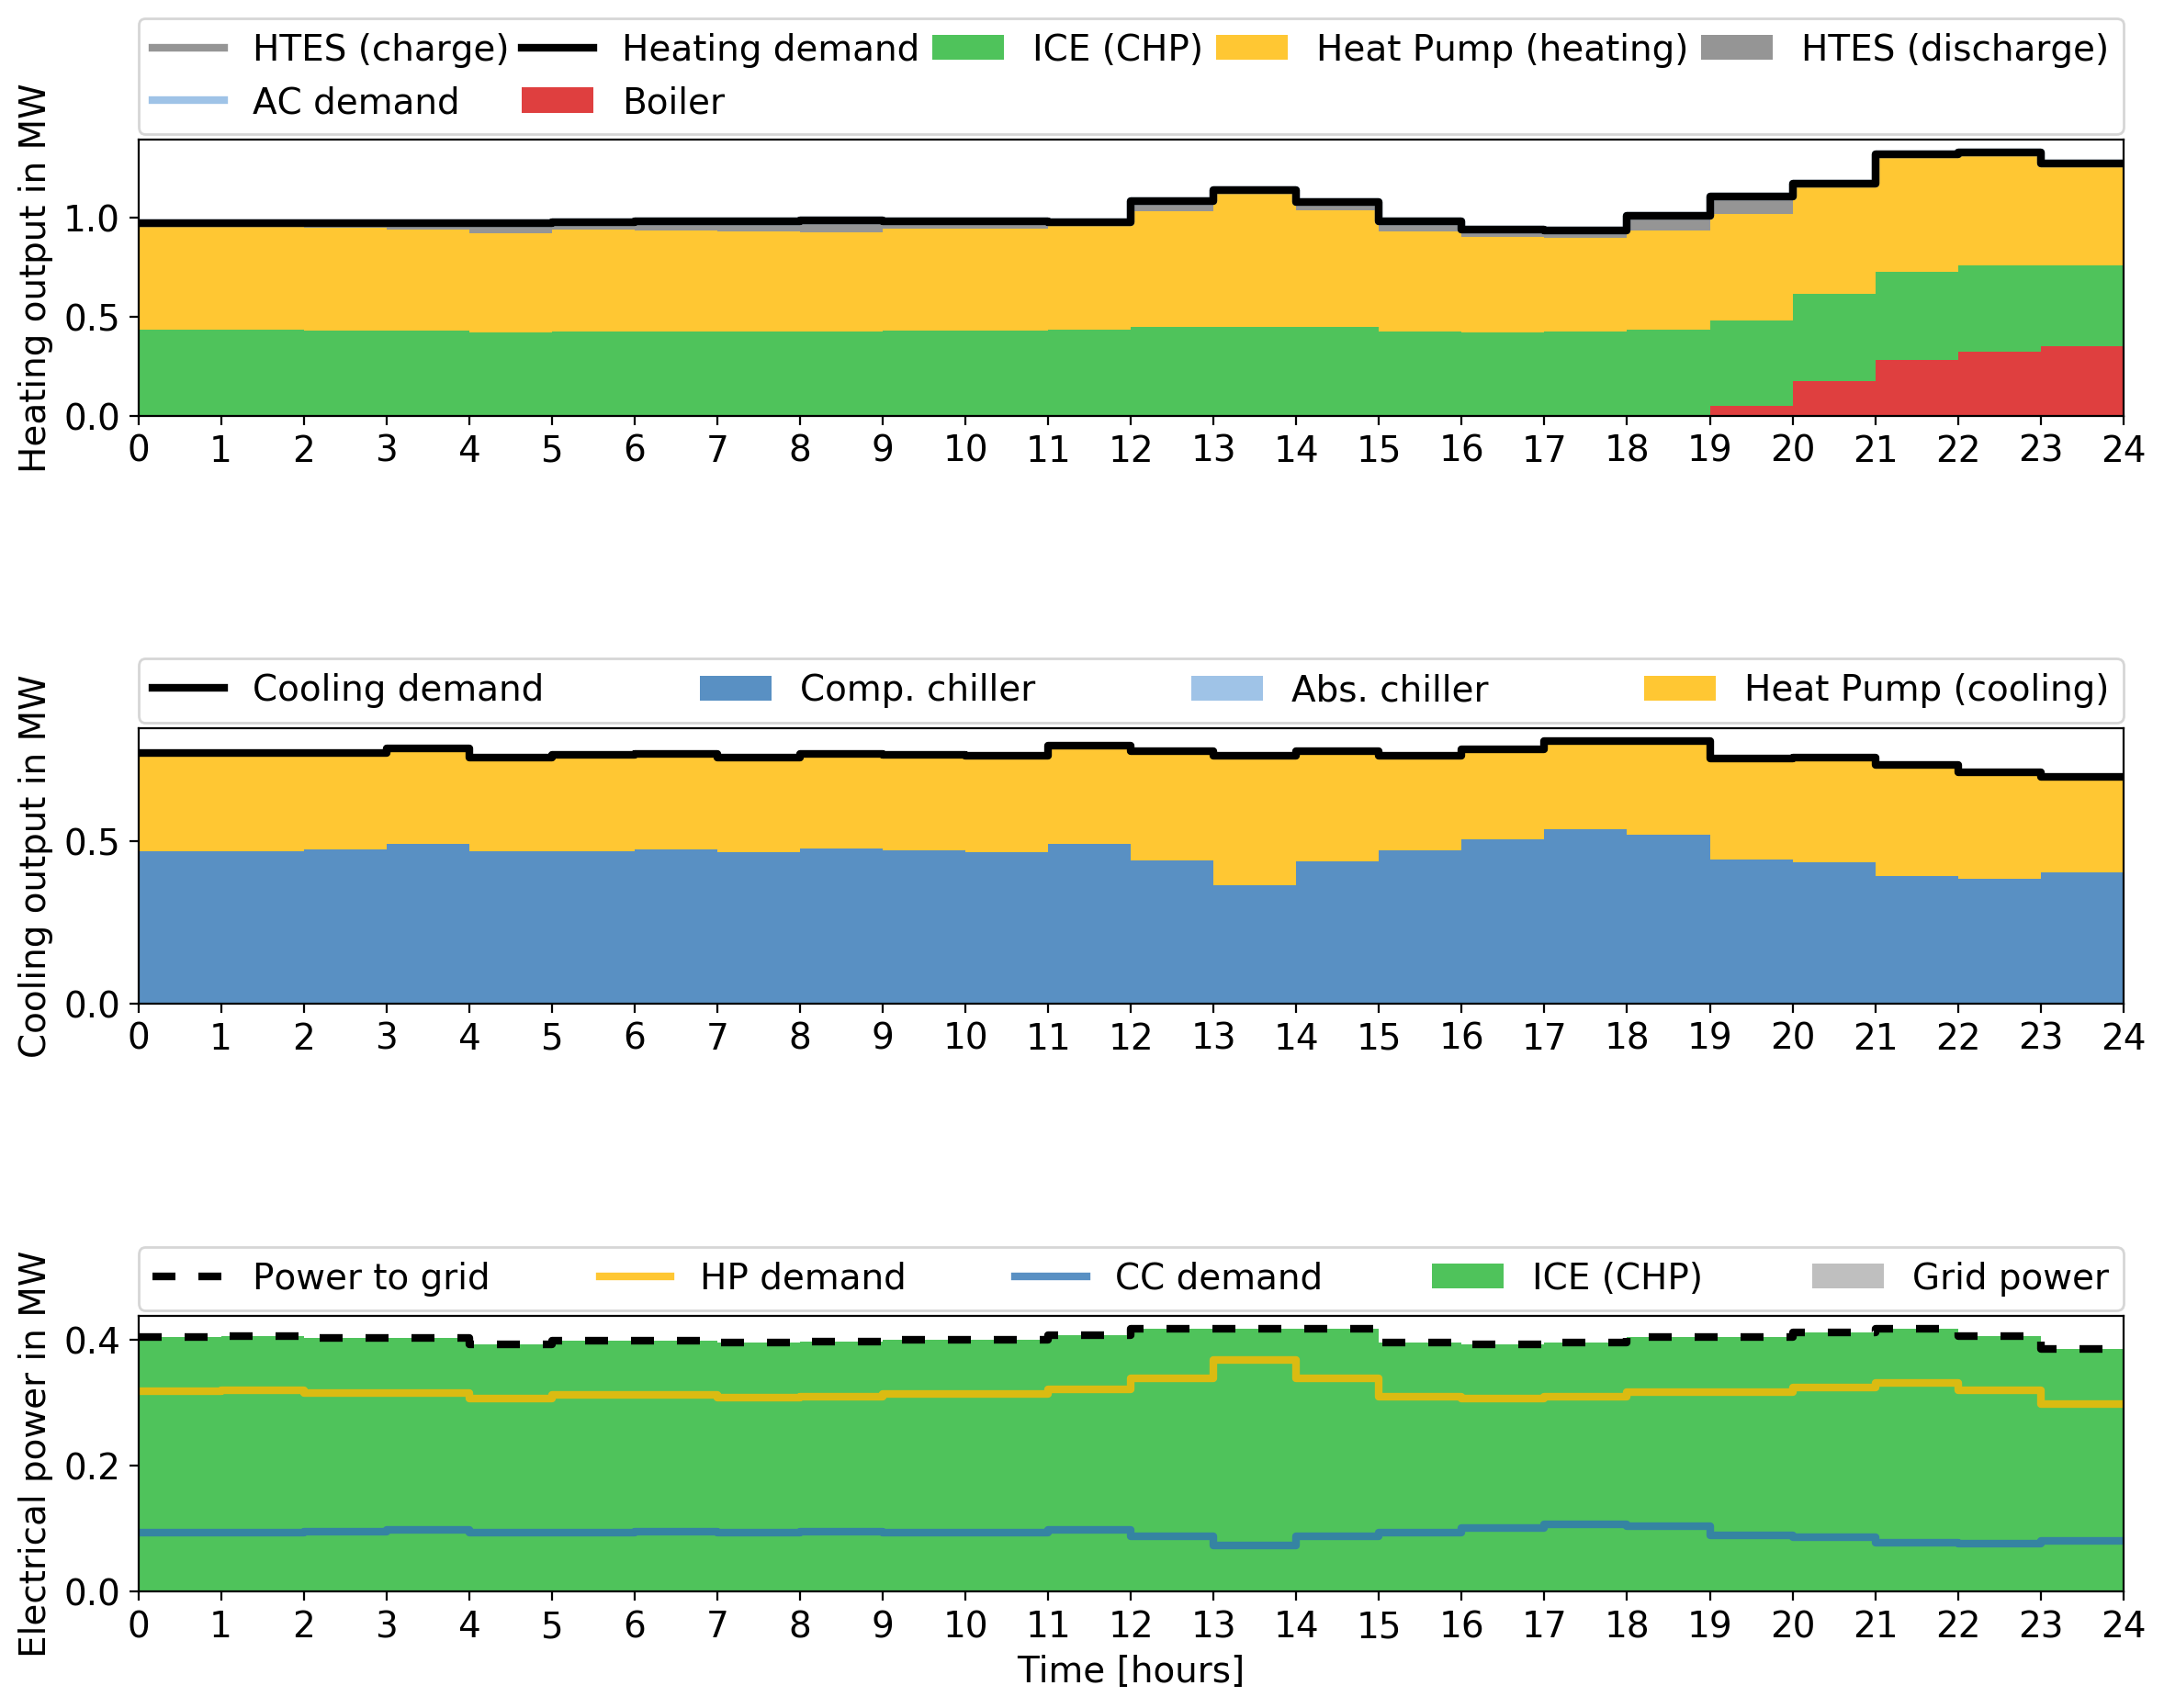 HTES (charge) Heating demand ICE (CHP) Heat Pump (heating) HTES (discharge)
AC demand Boiler
Heating output in MW
1.0
0.5
0.0
0 1 2 3 4 5 6 7 8 9 10 11 12 13 14 15 16 17 18 19 20 21 22 23 24
Cooling demand Comp. chiller Abs. chiller Heat Pump (cooling)
Cooling output in MW
0.5
0.0
0 1 2 3 4 5 6 7 8 9 10 11 12 13 14 15 16 17 18 19 20 21 22 23 24
Power to grid HP demand CC demand ICE (CHP) Grid power
Electrical power in MW
0.4
0.2
0.0
0 1 2 3 4 5 6 7 8 9 10 11 12 13 14 15 16 17 18 19 20 21 22 23 24
Time [hours]